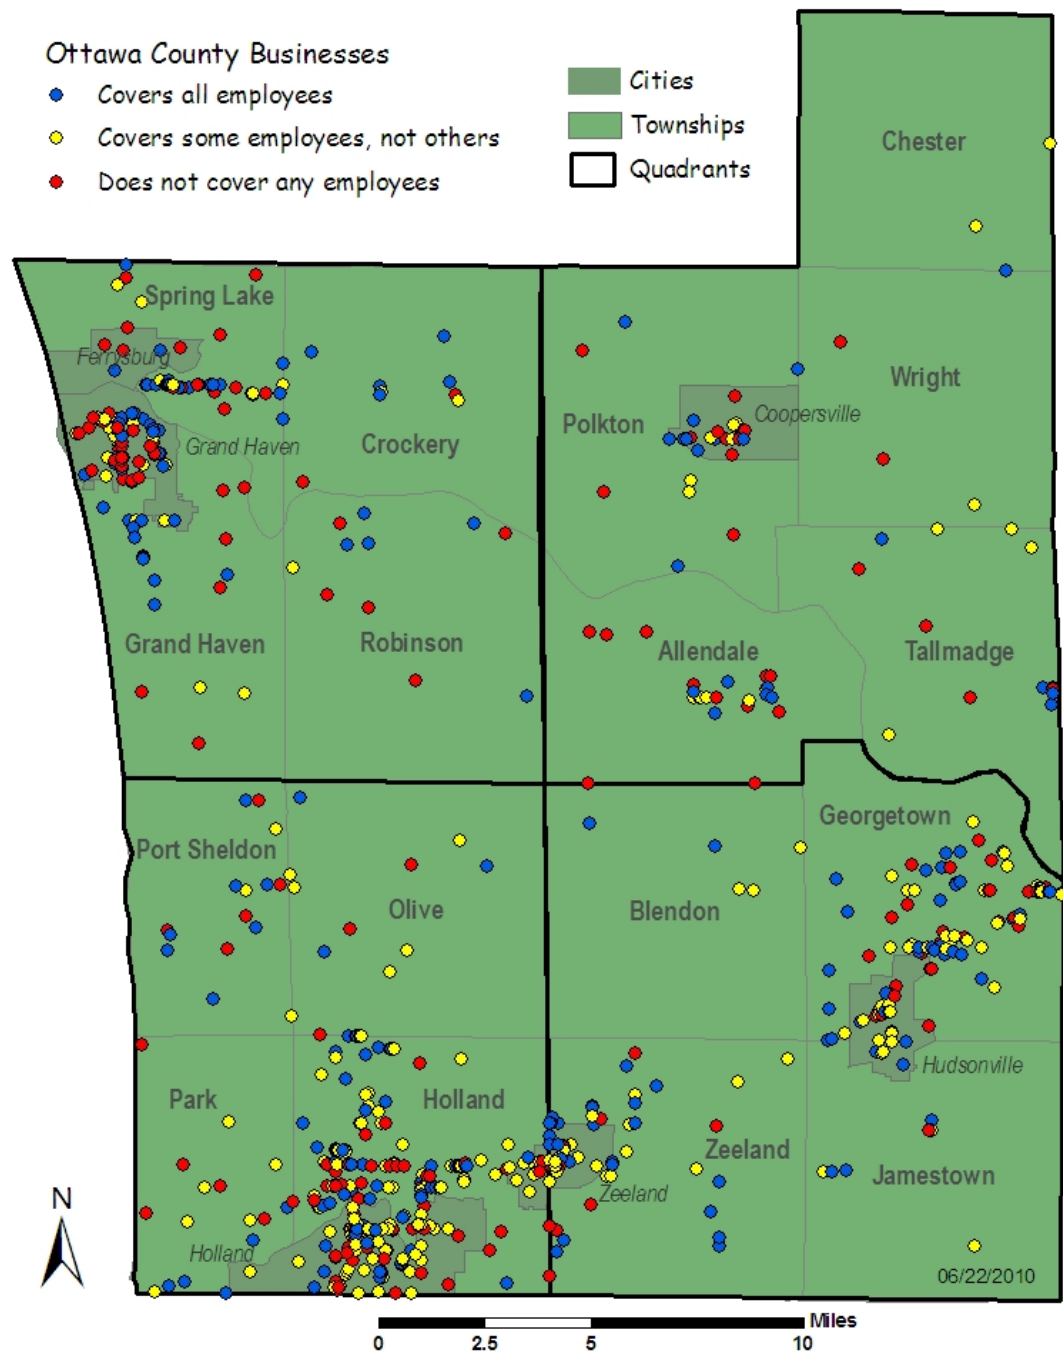 Ottawa County Businesses
Covers all employees
Covers some employees, not others
Does not cover any employees
Cities
Townships
Quadrants
Chester
Spring Lake
Ferrysburg
Wright
Polkton
Coopersville
Grand Haven
Crockery
Grand Haven
Robinson
Allendale
Tallmadge
Georgetown
Port Sheldon
Olive
Blendon
Hudsonville
Park
Holland
Zeeland
Jamestown
Zeeland
N
Holland
06/22/2010
Miles
0 2.5 5 10